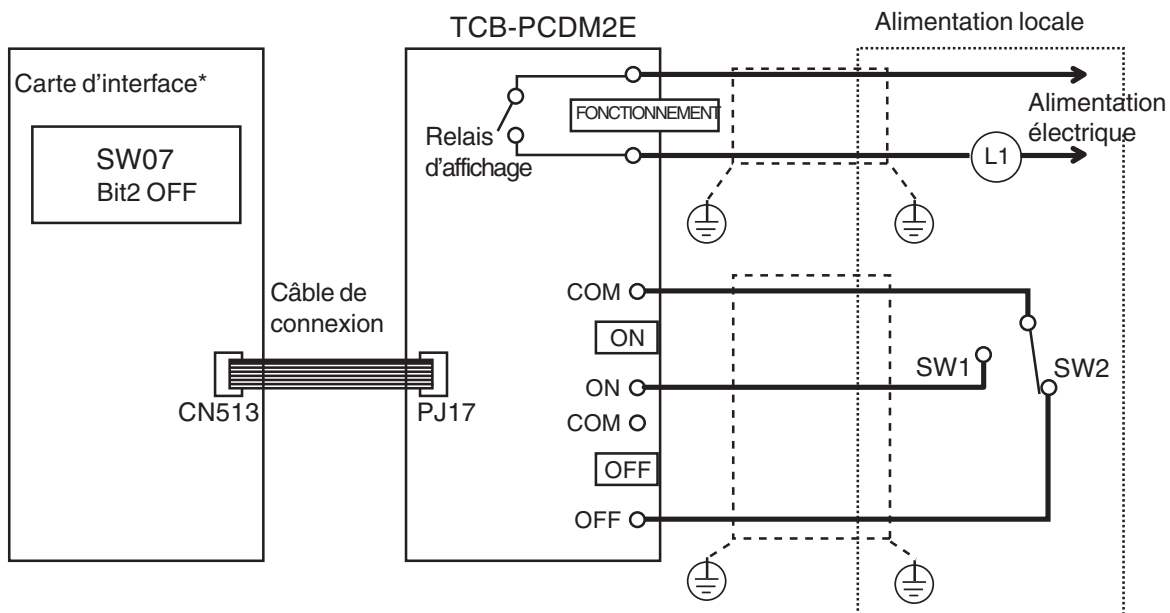 TCB-PCDM2E
Alimentation locale
Carte d'interface*
SW07
Bit2 OFF
Relais
d'affichage
FONCTIONNEMENT
Alimentation
électrique
L1
Câble de
connexion
CN513
PJ17
COM
ON
ON
COM
OFF
OFF
SW1
SW2